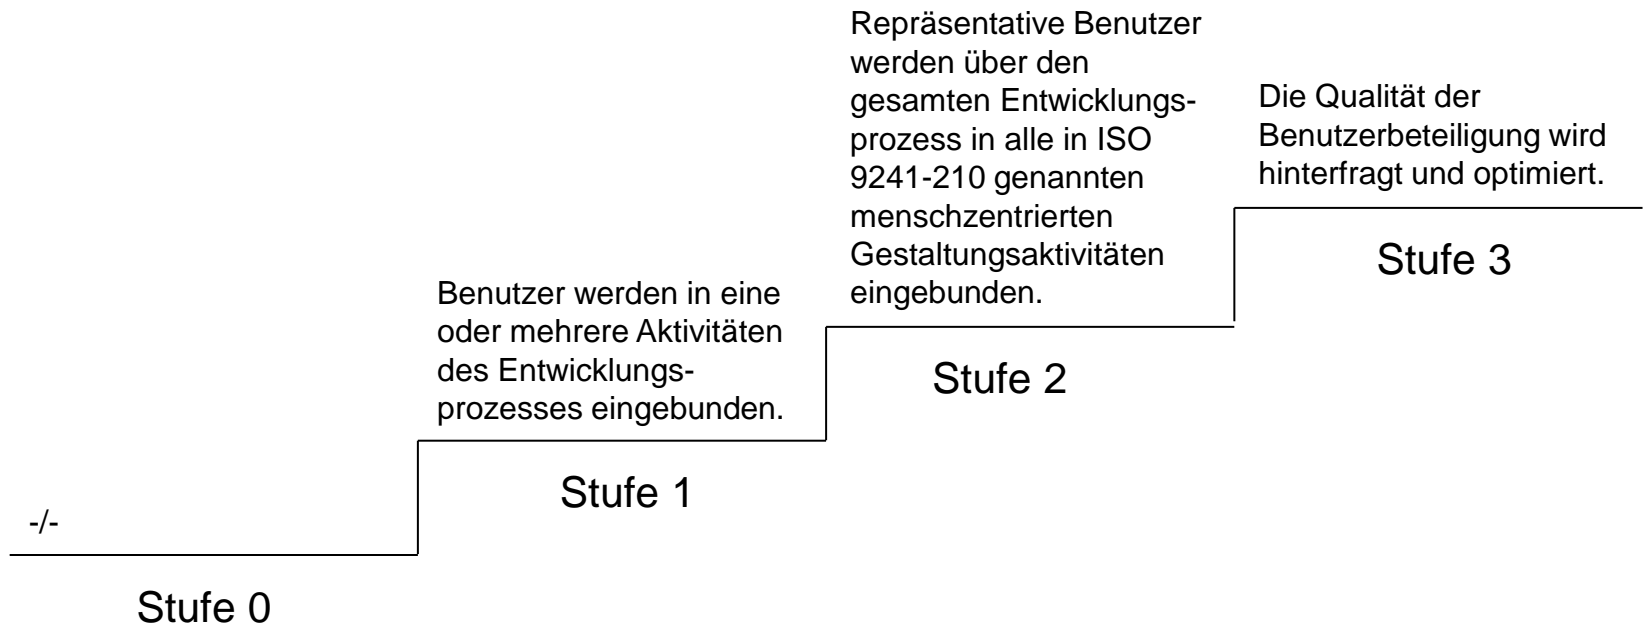 -/-
Stufe 0
Benutzer werden in eine
oder mehrere Aktivitäten
des Entwicklungs-
prozesses eingebunden.
Stufe 1
Repräsentative Benutzer
werden über den
gesamten Entwicklungs-
prozess in alle in ISO
9241-210 genannten
menschzentrierten
Gestaltungsaktivitäten
eingebunden.
Stufe 2
Die Qualität der
Benutzerbeteiligung wird
hinterfragt und optimiert.
Stufe 3